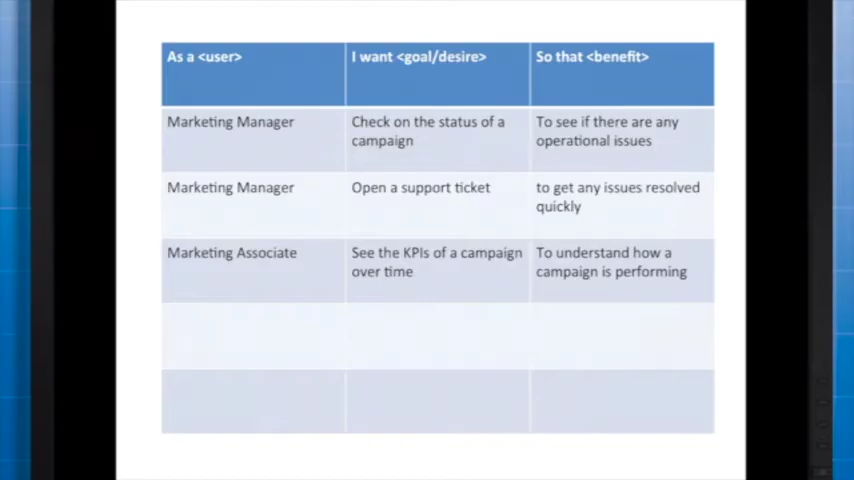 As a <user>
I want <goal/desire>
So that <benefit>
Marketing Manager
Check on the status of a
campaign
To see if there are any
operational issues
Marketing Manager
Open a support ticket
to get any issues resolved
quickly
Marketing Associate
See the KPIs of a campaign
over time
To understand how a
campaign is performing